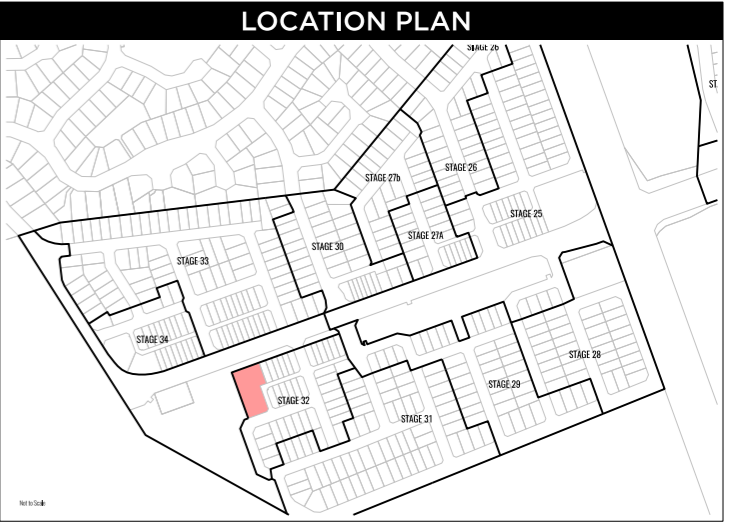 LOCATION PLAN
STAGE 26
ST
STAGE 27b
STAGE 26
STAGE 25
STAGE 30
STAGE 27A
STAGE 33
STAGE 34
STAGE 28
STAGE 29
STAGE 32
STAGE 31
Not to Scale